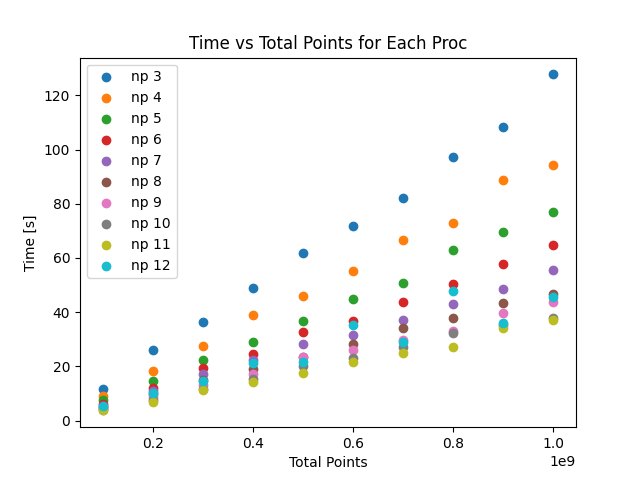 Time vs Total Points for Each Proc
np 3
np 4
np 5
np 6
np 7
np 8
np 9
np 10
np 11
np 12
Time [s]
120
100
80
60
40
20
0
0.2 0.4 0.6 0.8 1.0
1e9
Total Points